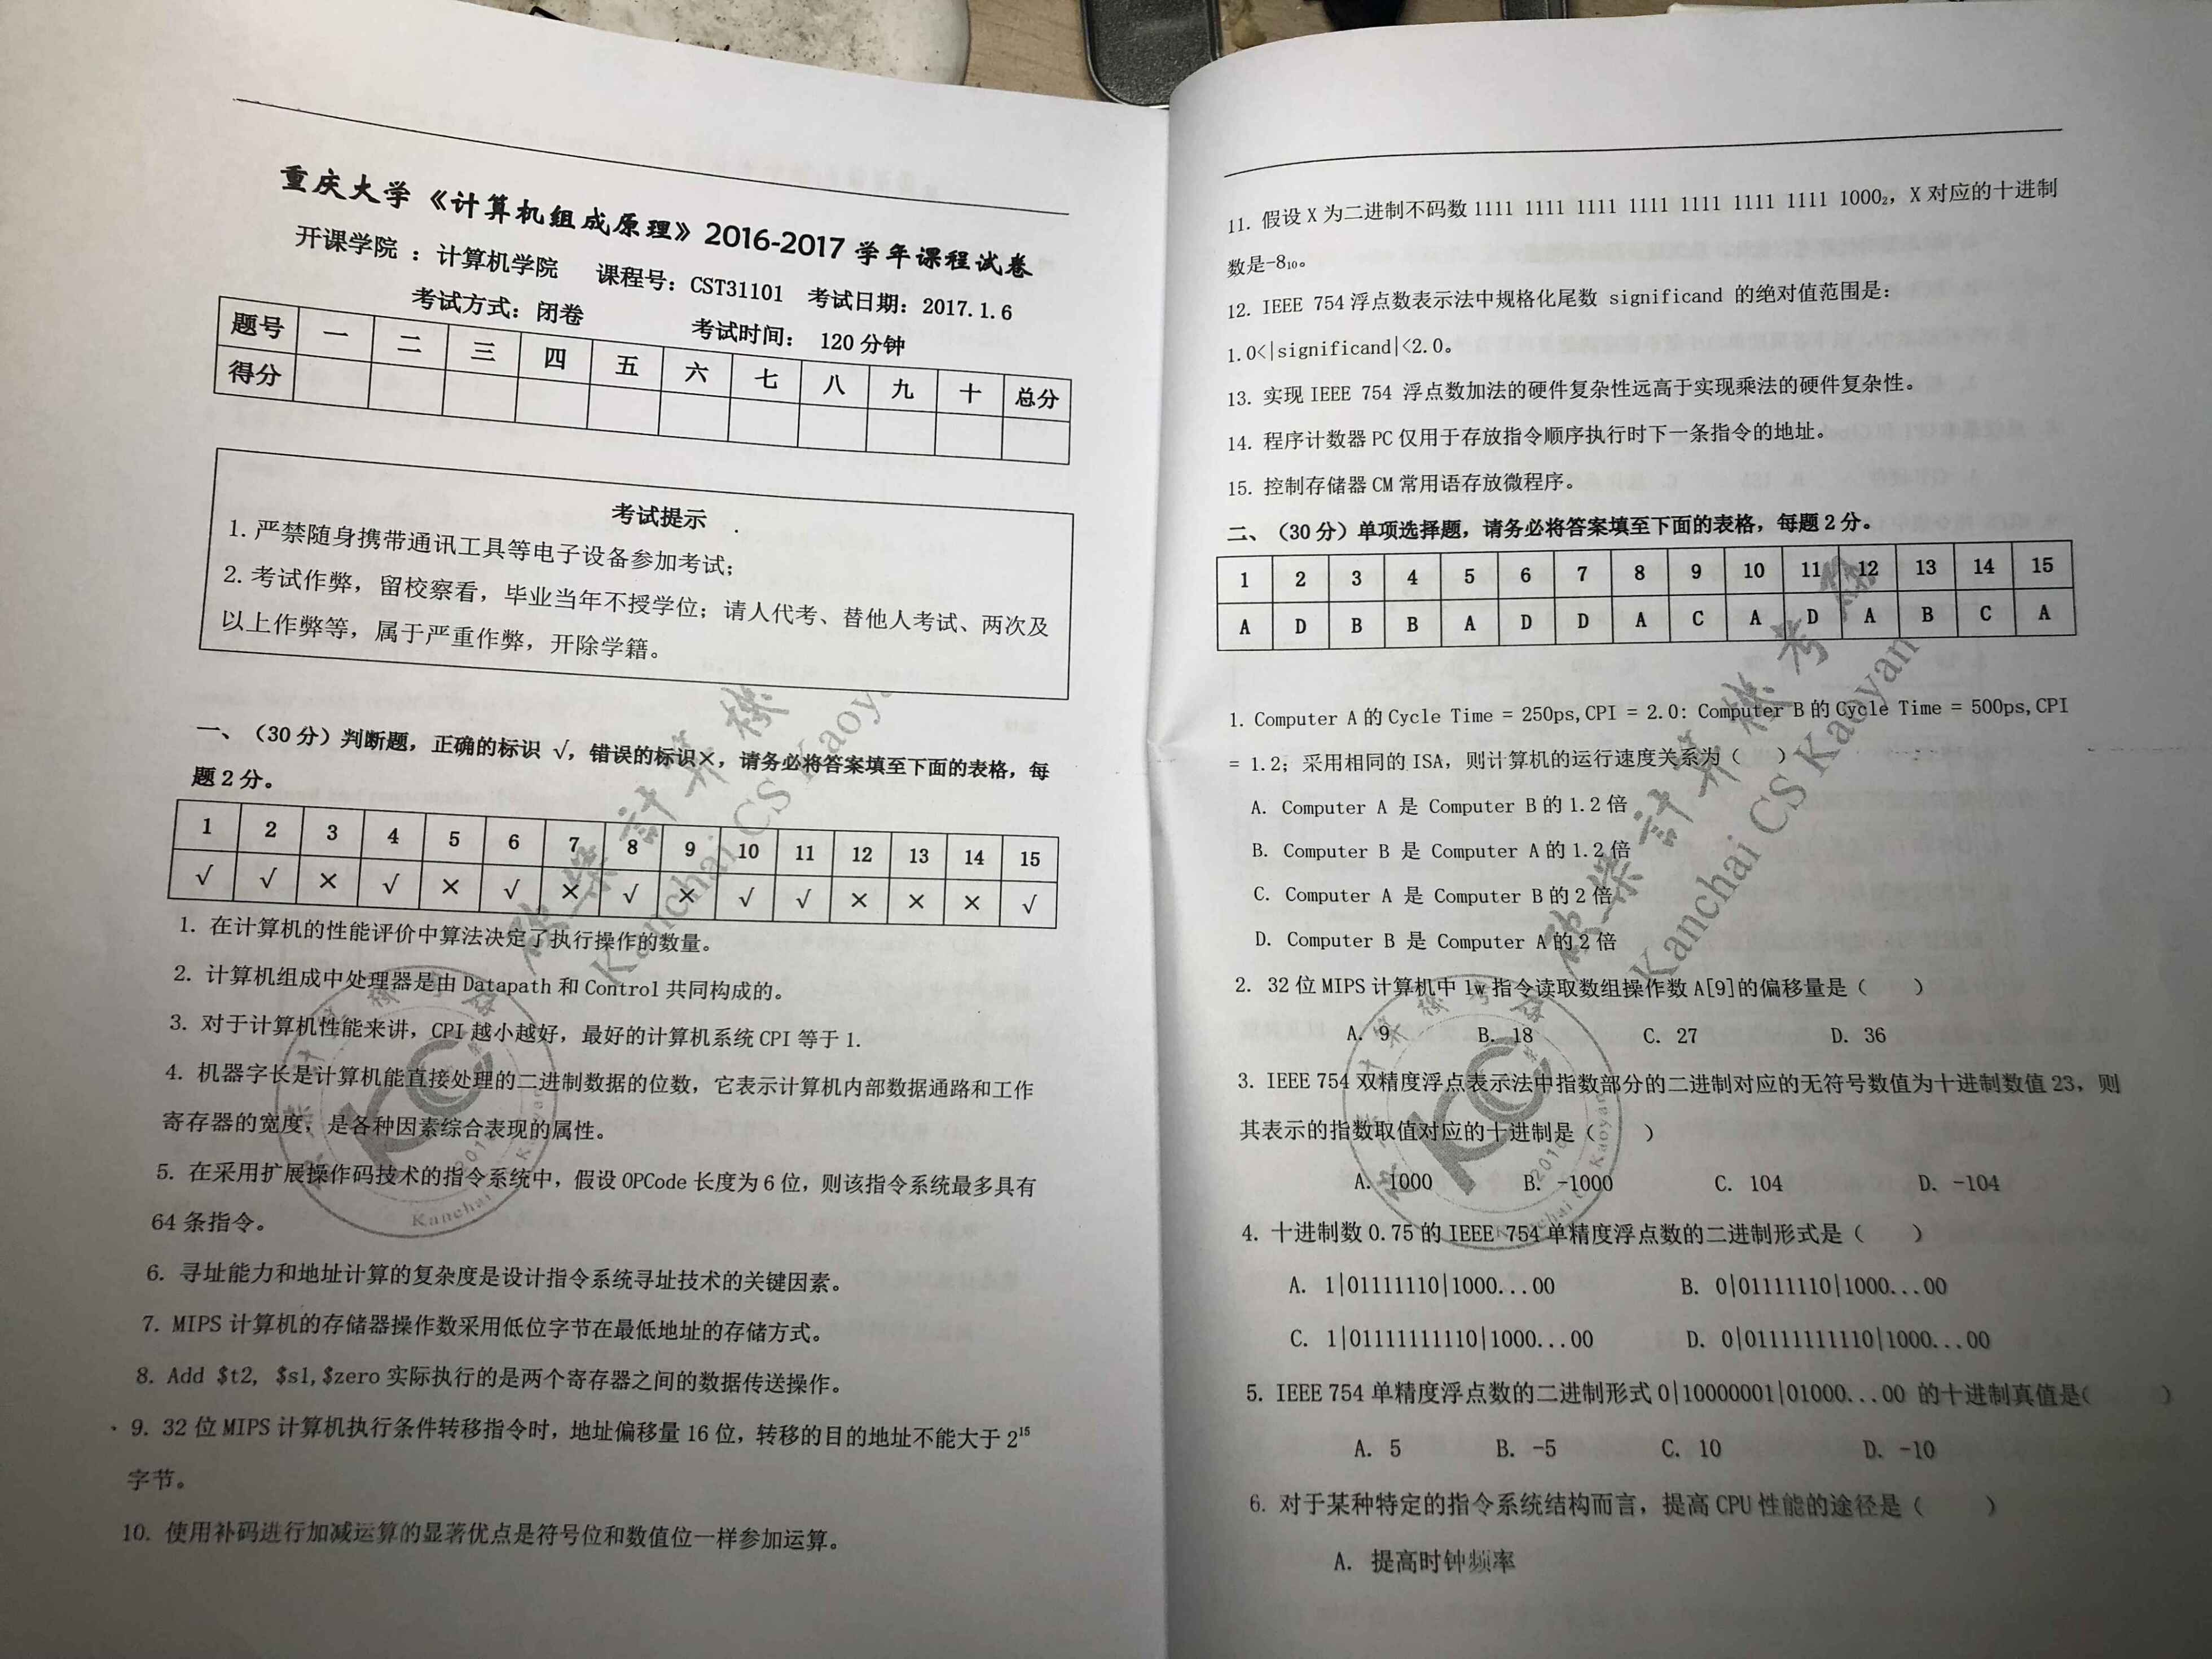 重庆大学《计算机组成原理》2016-2017 学年课程试卷
开课学院 ：计算机学院 课程号：CST31101 考试日期：2017.1.6
考试方式：闭卷 考试时间： 120 分钟
题号 一 二 三 四 五 六 七 八 九 十 总分
得分
考试提示
1. 严禁随身携带通讯工具等电子设备参加考试；
2. 考试作弊，留校察看，毕业当年不授学位；请人代考、替他人考试、两次及
以上作弊等，属于严重作弊，开除学籍。
一、（30 分）判断题，正确的标识 √，错误的标识×，请务必将答案填至下面的表格，每
题 2 分。
1 2 3 4 5 6 7 8 9 10 11 12 13 14 15
√ √ × √ × √ × √ × √ √ × × × √
1. 在计算机的性能评价中算法决定了执行操作的数量。
2. 计算机组成中处理器是由 Datapath 和 Control 共同构成的。
3. 对于计算机性能来讲，CPI 越小越好，最好的计算机系统 CPI 等于 1.
4. 机器字长是计算机能直接处理的二进制数据的位数，它表示计算机内部数据通路和工作
寄存器的宽度，是各种因素综合表现的属性。
5. 在采用扩展操作码技术的指令系统中，假设 OPCode 长度为 6 位，则该指令系统最多具有
64 条指令。
6. 寻址能力和地址计算的复杂度是设计指令系统寻址技术的关键因素。
7. MIPS 计算机的存储器操作数采用低位字节在最低地址的存储方式。
8. Add $t2, $s1,$zero 实际执行的是两个寄存器之间的数据传送操作。
9. 32 位 MIPS 计算机执行条件转移指令时，地址偏移量 16 位，转移的目的地址不能大于 2¹⁵
字节。
10. 使用补码进行加减运算的显著优点是符号位和数值位一样参加运算。
11. 假设 X 为二进制不码数 1111 1111 1111 1111 1111 1111 1111 1000₂，X 对应的十进制
数是-8₁₀。
12. IEEE 754 浮点数表示法中规格化尾数 significand 的绝对值范围是：
1.0<|significand|<2.0。
13. 实现 IEEE 754 浮点数加法的硬件复杂性远高于实现乘法的硬件复杂性。
14. 程序计数器 PC 仅用于存放指令顺序执行时下一条指令的地址。
15. 控制存储器 CM 常用语存放微程序。
二、（30 分）单项选择题，请务必将答案填至下面的表格，每题 2 分。
1 2 3 4 5 6 7 8 9 10 11 12 13 14 15
A D B B A D D A C A D A B C A
1. Computer A 的 Cycle Time = 250ps,CPI = 2.0: Computer B 的 Cycle Time = 500ps,CPI
= 1.2；采用相同的 ISA，则计算机的运行速度关系为（ ）
A. Computer A 是 Computer B 的 1.2 倍
B. Computer B 是 Computer A 的 1.2 倍
C. Computer A 是 Computer B 的 2 倍
D. Computer B 是 Computer A 的 2 倍
2. 32 位 MIPS 计算机中 lw 指令读取数组操作数 A[9]的偏移量是（ ）
A. 9 B. 18 C. 27 D. 36
3. IEEE 754 双精度浮点表示法中指数部分的二进制对应的无符号数值为十进制数值 23，则
其表示的指数取值对应的十进制是（ ）
A. 1000 B. -1000 C. 104 D. -104
4. 十进制数 0.75 的 IEEE 754 单精度浮点数的二进制形式是（ ）
A. 1|01111110|1000...00 B. 0|01111110|1000...00
C. 1|01111111110|1000...00 D. 0|01111111110|1000...00
5. IEEE 754 单精度浮点数的二进制形式 0|10000001|01000...00 的十进制真值是( )
A. 5 B. -5 C. 10 D. -10
6. 对于某种特定的指令系统结构而言，提高 CPU 性能的途径是（ ）
A. 提高时钟频率
Kanchai CS Kaoyan
Kanchai CS Kaoyan